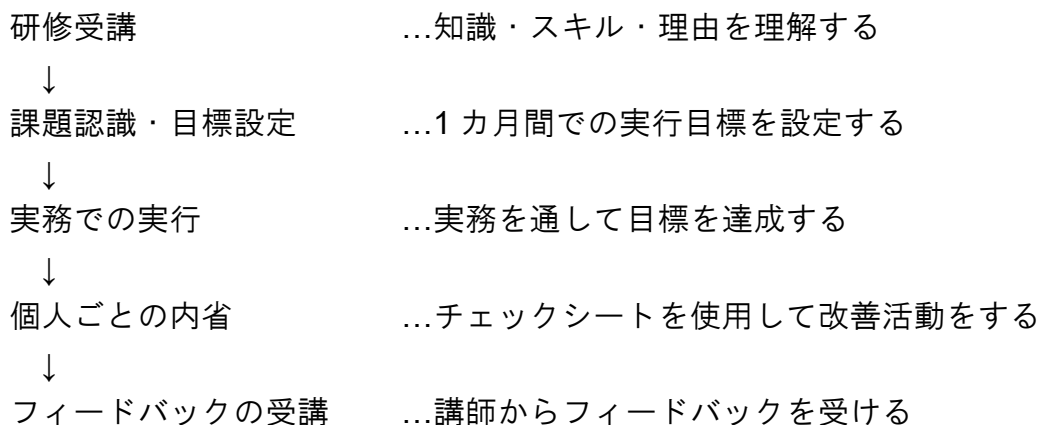 研修受講 …知識・スキル・理由を理解する
↓
課題認識・目標設定 …1 カ月間での実行目標を設定する
↓
実務での実行 …実務を通して目標を達成する
↓
個人ごとの内省 …チェックシートを使用して改善活動をする
↓
フィードバックの受講 …講師からフィードバックを受ける